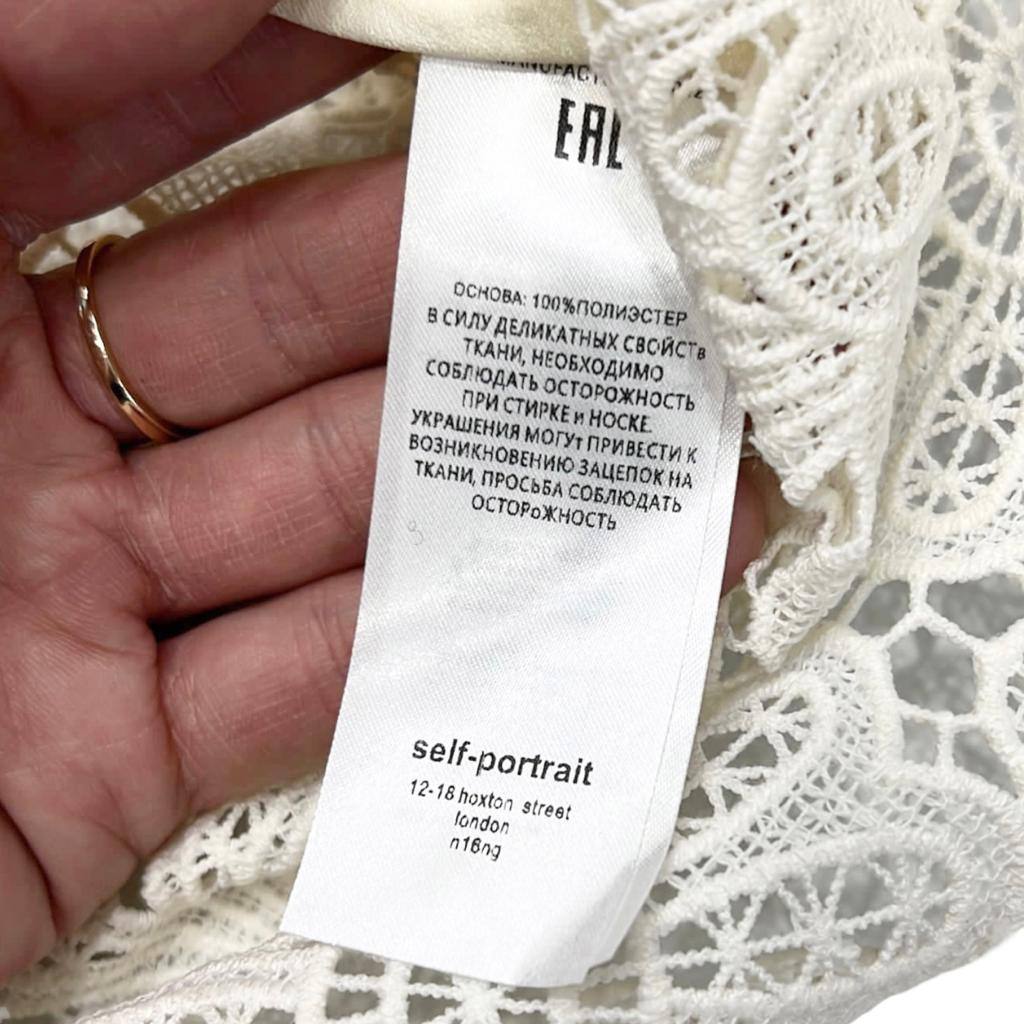 EAC
ОСНОВА: 100%ПОЛИЭСТЕР
В СИЛУ ДЕЛИКАТНЫХ СВОЙСТв
ТКАНИ, НЕОБХОДИМО
СОБЛЮДАТЬ ОСТОРОЖНОСТЬ
ПРИ СТИРКЕ и НОСКЕ.
УКРАШЕНИЯ МОГУт ПРИВЕСТИ К
ВОЗНИКНОВЕНИЮ ЗАЦЕПОК НА
ТКАНИ, ПРОСЬБА СОБЛЮДАТЬ
ОСТОРоЖНОСТЬ
self-portrait
12-18 hoxton street
london
n16ng